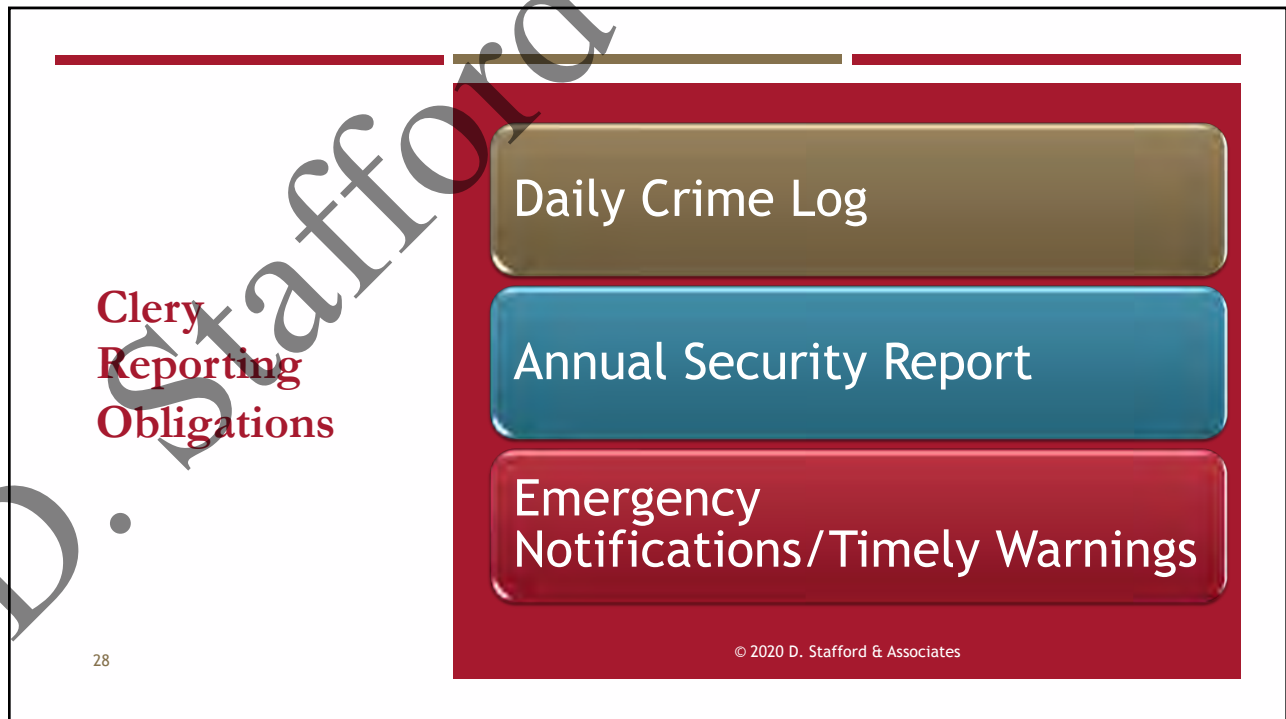 Clery
Reporting
Obligations
Daily Crime Log
Annual Security Report
Emergency
Notifications/Timely Warnings
© 2020 D. Stafford & Associates
28
D. Stafford